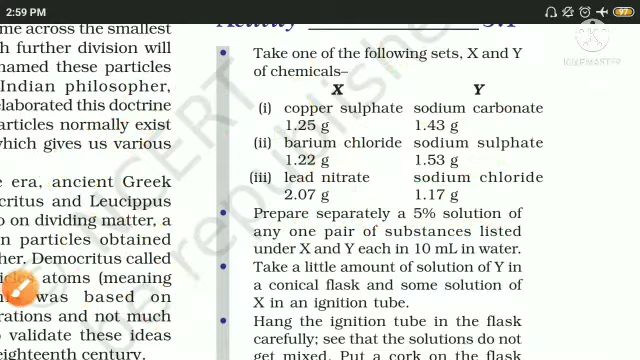 2:59 PM
97
me across the smallest
h further division will
named these particles
Indian philosopher,
elaborated this doctrine
articles normally exist
which gives us various
e era, ancient Greek
critus and Leucippus
o on dividing matter, a
n particles obtained
her. Democritus called
atoms (meaning
was based on
rations and not much
o validate these ideas
eighteenth century.
Activity 3.1
• Take one of the following sets, X and Y
of chemicals–
X Y
(i) copper sulphate sodium carbonate
1.25 g 1.43 g
(ii) barium chloride sodium sulphate
1.22 g 1.53 g
(iii) lead nitrate sodium chloride
2.07 g 1.17 g
• Prepare separately a 5% solution of
any one pair of substances listed
under X and Y each in 10 mL in water.
• Take a little amount of solution of Y in
a conical flask and some solution of
X in an ignition tube.
• Hang the ignition tube in the flask
carefully; see that the solutions do not
get mixed. Put a cork on the flask
© NCERT
be republished
KINEMASTER